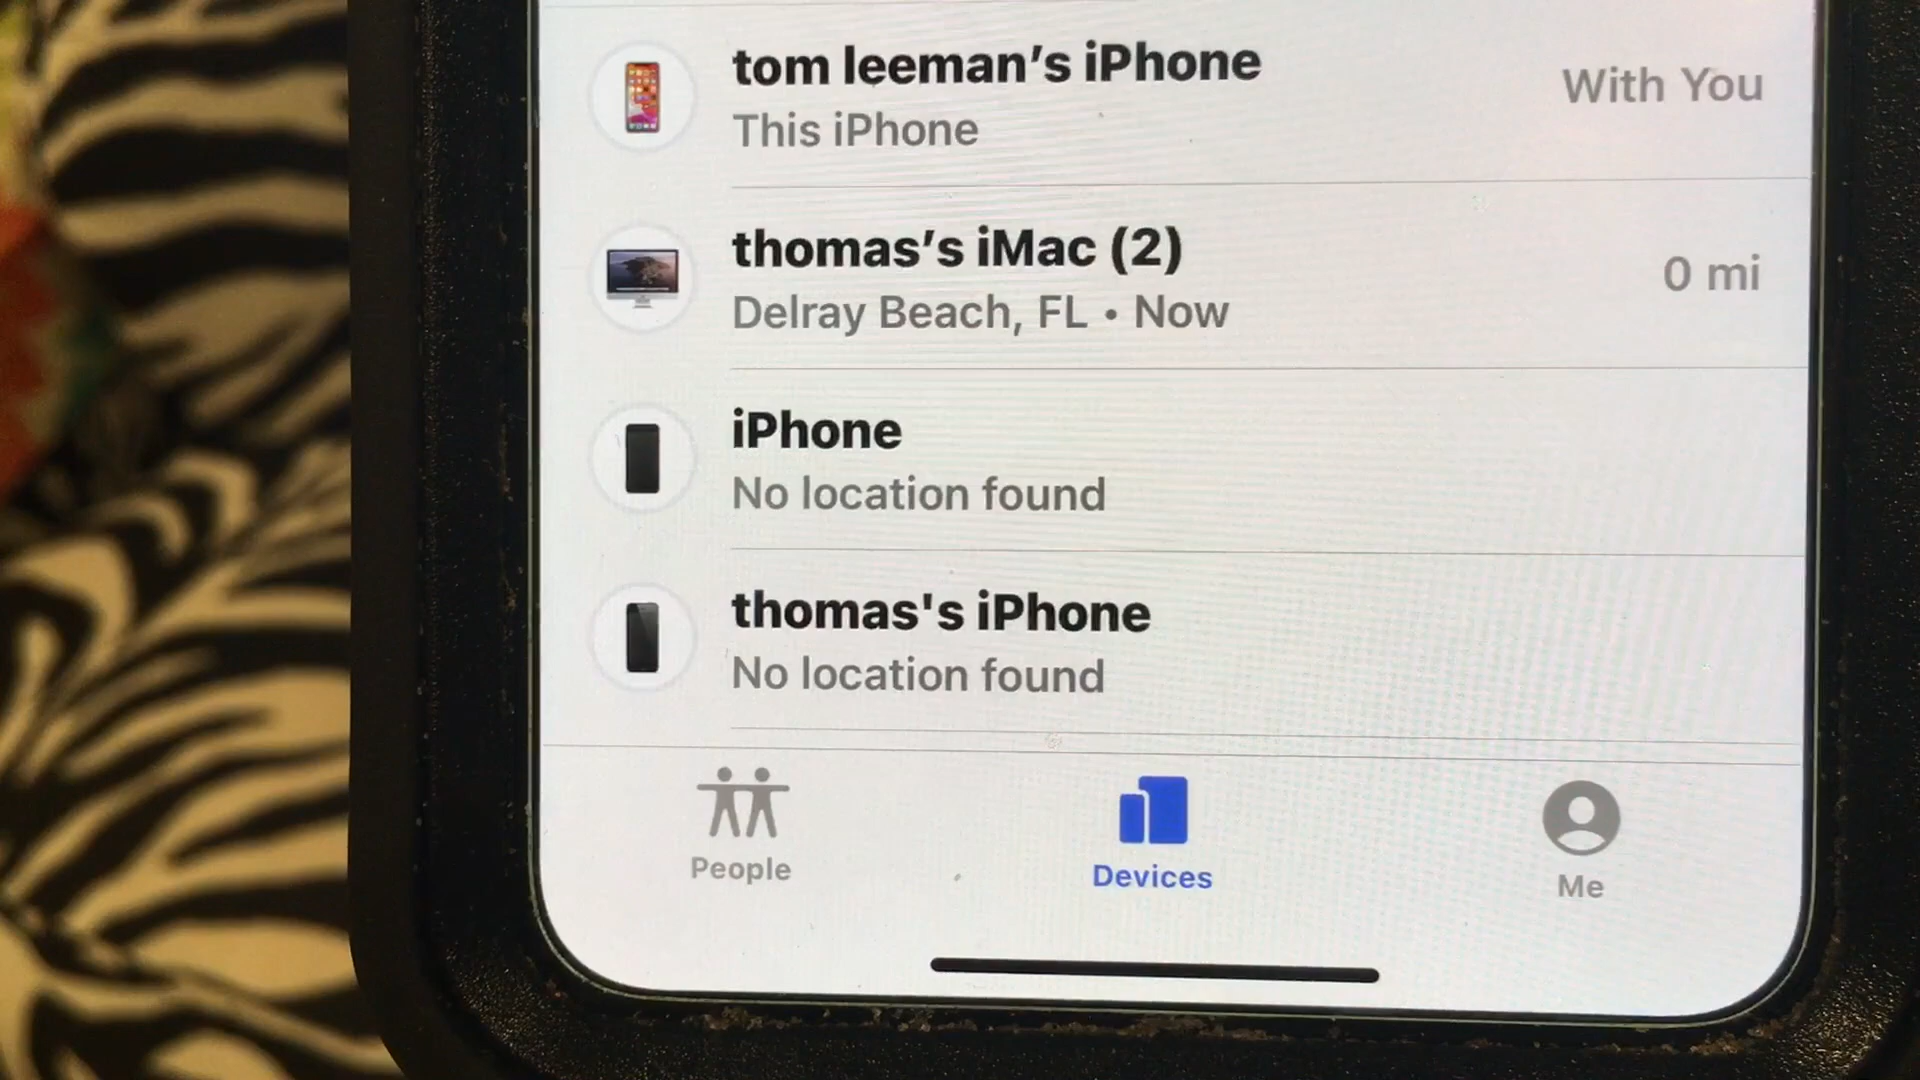 tom leeman’s iPhone
This iPhone
With You
thomas’s iMac (2)
Delray Beach, FL • Now
0 mi
iPhone
No location found
thomas's iPhone
No location found
People
Devices
Me